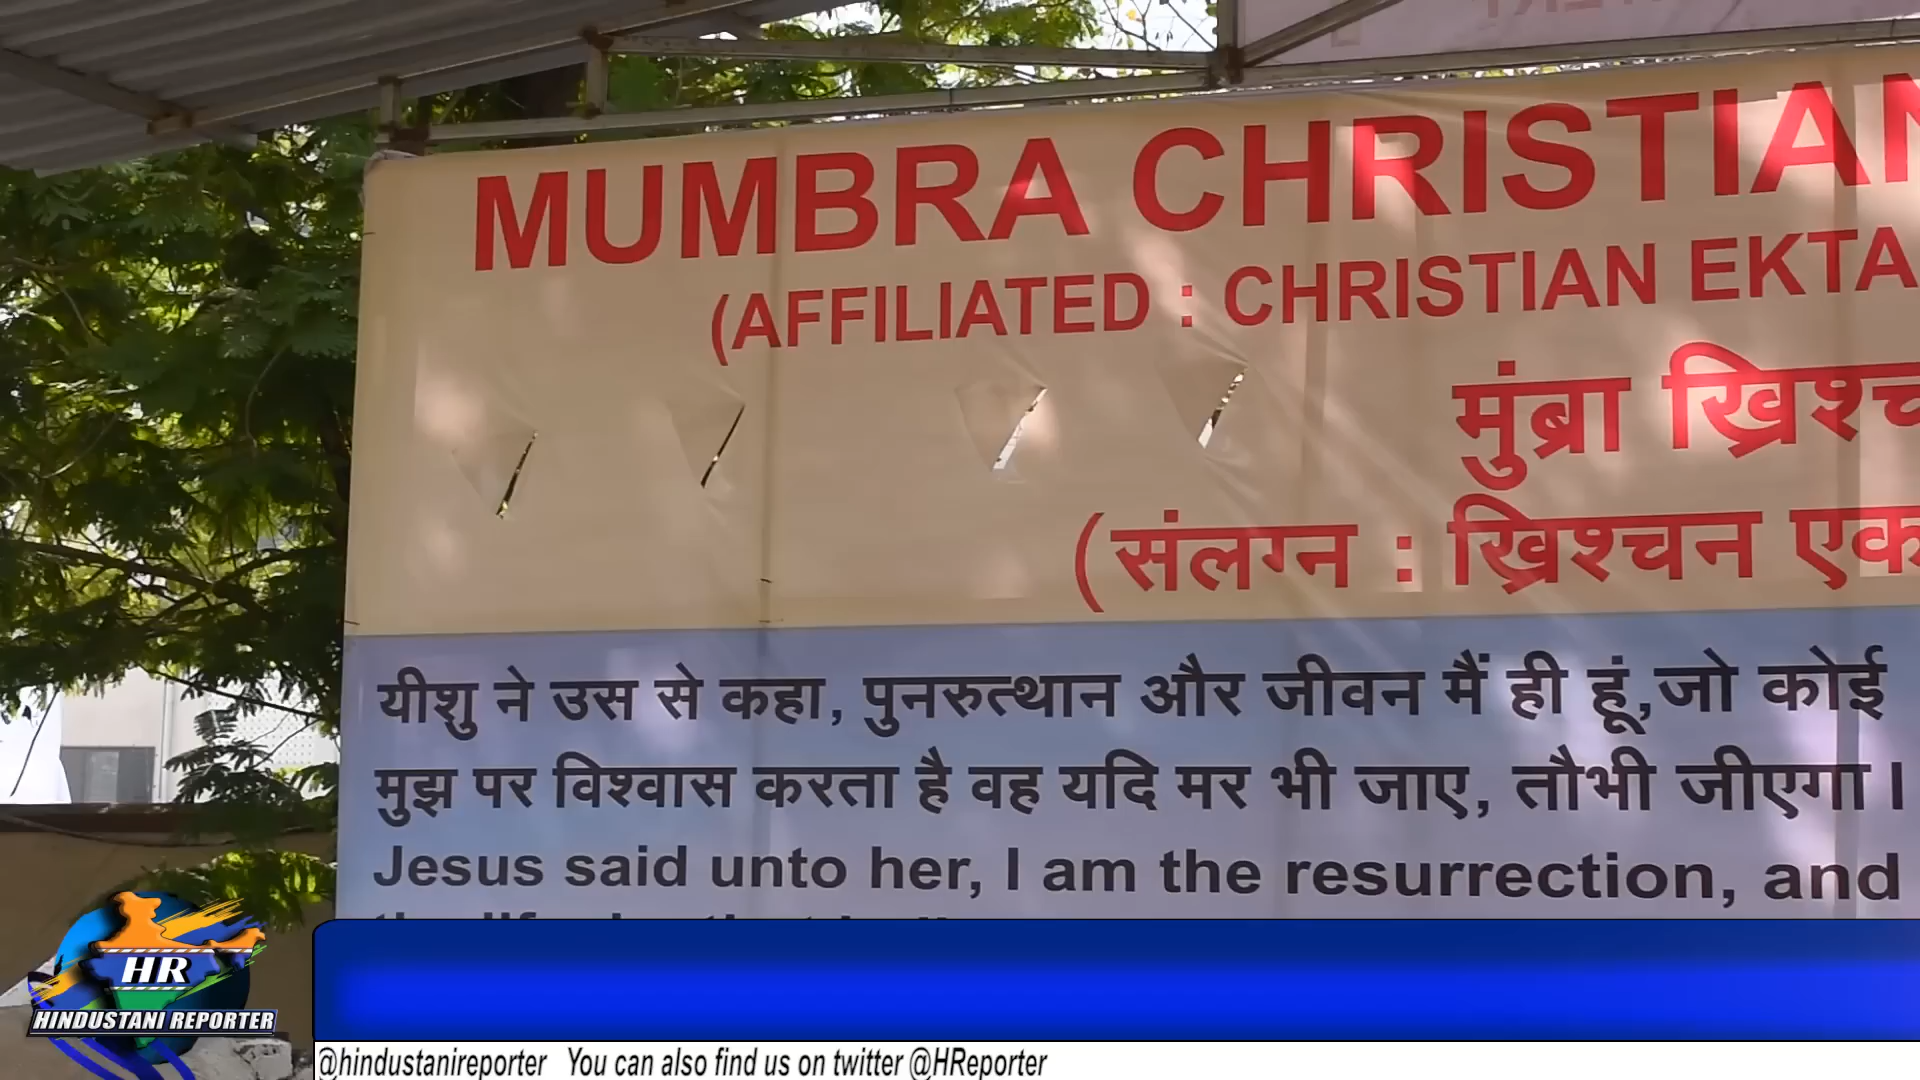 MUMBRA CHRISTIAN
(AFFILIATED : CHRISTIAN EKTA
मुंब्रा ख्रिश्च
(संलग्न : ख्रिश्चन एक
यीशु ने उस से कहा, पुनरुत्थान और जीवन मैं ही हूं,जो कोई
मुझ पर विश्वास करता है वह यदि मर भी जाए, तौभी जीएगा।
Jesus said unto her, I am the resurrection, and
HR
HINDUSTANI REPORTER
@hindustanireporter You can also find us on twitter @HReporter